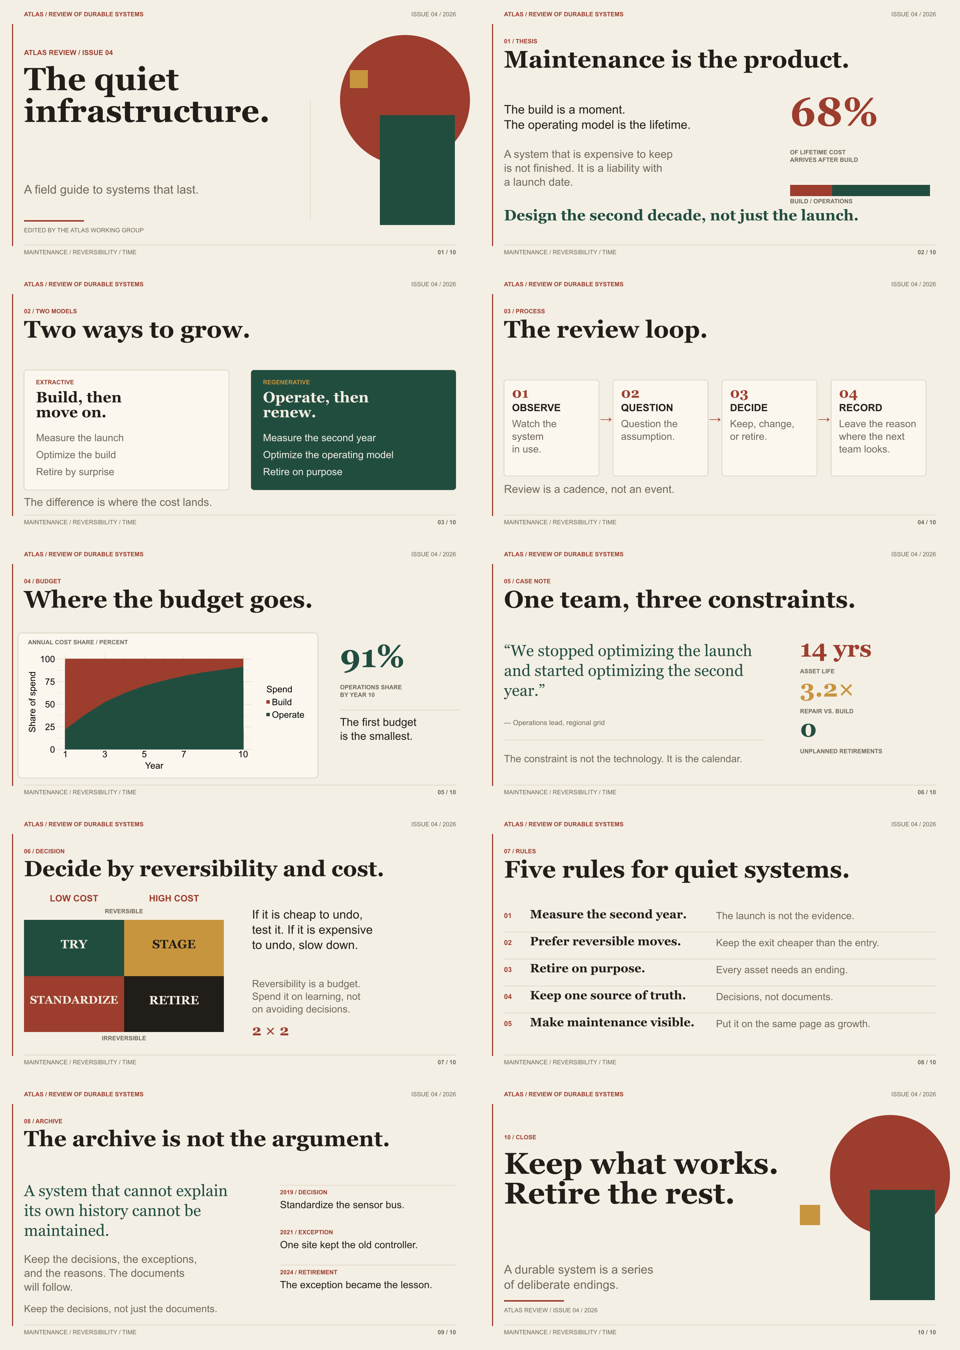 ATLAS / REVIEW OF DURABLE SYSTEMS
ISSUE 04 / 2026
ATLAS REVIEW / ISSUE 04
The quiet
infrastructure.
A field guide to systems that last.
EDITED BY THE ATLAS WORKING GROUP
MAINTENANCE / REVERSIBILITY / TIME
01 / 10
ATLAS / REVIEW OF DURABLE SYSTEMS
ISSUE 04 / 2026
01 / THESIS
Maintenance is the product.
The build is a moment.
The operating model is the lifetime.
A system that is expensive to keep
is not finished. It is a liability with
a launch date.
68%
OF LIFETIME COST
ARRIVES AFTER BUILD
BUILD / OPERATIONS
Design the second decade, not just the launch.
MAINTENANCE / REVERSIBILITY / TIME
02 / 10
ATLAS / REVIEW OF DURABLE SYSTEMS
ISSUE 04 / 2026
02 / TWO MODELS
Two ways to grow.
EXTRACTIVE
Build, then
move on.
Measure the launch
Optimize the build
Retire by surprise
REGENERATIVE
Operate, then
renew.
Measure the second year
Optimize the operating model
Retire on purpose
The difference is where the cost lands.
MAINTENANCE / REVERSIBILITY / TIME
03 / 10
ATLAS / REVIEW OF DURABLE SYSTEMS
ISSUE 04 / 2026
03 / PROCESS
The review loop.
01
OBSERVE
Watch the
system
in use.
→
02
QUESTION
Question the
assumption.
→
03
DECIDE
Keep, change,
or retire.
→
04
RECORD
Leave the reason
where the next
team looks.
Review is a cadence, not an event.
MAINTENANCE / REVERSIBILITY / TIME
04 / 10
ATLAS / REVIEW OF DURABLE SYSTEMS
ISSUE 04 / 2026
04 / BUDGET
Where the budget goes.
ANNUAL COST SHARE / PERCENT
Share of spend
100
75
50
25
0
1 3 5 7 10
Year
Spend
Build
Operate
91%
OPERATIONS SHARE
BY YEAR 10
The first budget
is the smallest.
MAINTENANCE / REVERSIBILITY / TIME
05 / 10
ATLAS / REVIEW OF DURABLE SYSTEMS
ISSUE 04 / 2026
05 / CASE NOTE
One team, three constraints.
“We stopped optimizing the launch
and started optimizing the second
year.”
— Operations lead, regional grid
The constraint is not the technology. It is the calendar.
14 yrs
ASSET LIFE
3.2×
REPAIR VS. BUILD
0
UNPLANNED RETIREMENTS
MAINTENANCE / REVERSIBILITY / TIME
06 / 10
ATLAS / REVIEW OF DURABLE SYSTEMS
ISSUE 04 / 2026
06 / DECISION
Decide by reversibility and cost.
LOW COST
HIGH COST
REVERSIBLE
TRY
STAGE
STANDARDIZE
RETIRE
IRREVERSIBLE
If it is cheap to undo,
test it. If it is expensive
to undo, slow down.
Reversibility is a budget.
Spend it on learning, not
on avoiding decisions.
2 × 2
MAINTENANCE / REVERSIBILITY / TIME
07 / 10
ATLAS / REVIEW OF DURABLE SYSTEMS
ISSUE 04 / 2026
07 / RULES
Five rules for quiet systems.
01 Measure the second year. The launch is not the evidence.
02 Prefer reversible moves. Keep the exit cheaper than the entry.
03 Retire on purpose. Every asset needs an ending.
04 Keep one source of truth. Decisions, not documents.
05 Make maintenance visible. Put it on the same page as growth.
MAINTENANCE / REVERSIBILITY / TIME
08 / 10
ATLAS / REVIEW OF DURABLE SYSTEMS
ISSUE 04 / 2026
08 / ARCHIVE
The archive is not the argument.
A system that cannot explain
its own history cannot be
maintained.
Keep the decisions, the exceptions,
and the reasons. The documents
will follow.
Keep the decisions, not just the documents.
2019 / DECISION
Standardize the sensor bus.
2021 / EXCEPTION
One site kept the old controller.
2024 / RETIREMENT
The exception became the lesson.
MAINTENANCE / REVERSIBILITY / TIME
09 / 10
ATLAS / REVIEW OF DURABLE SYSTEMS
ISSUE 04 / 2026
10 / CLOSE
Keep what works.
Retire the rest.
A durable system is a series
of deliberate endings.
ATLAS REVIEW / ISSUE 04 / 2026
MAINTENANCE / REVERSIBILITY / TIME
10 / 10